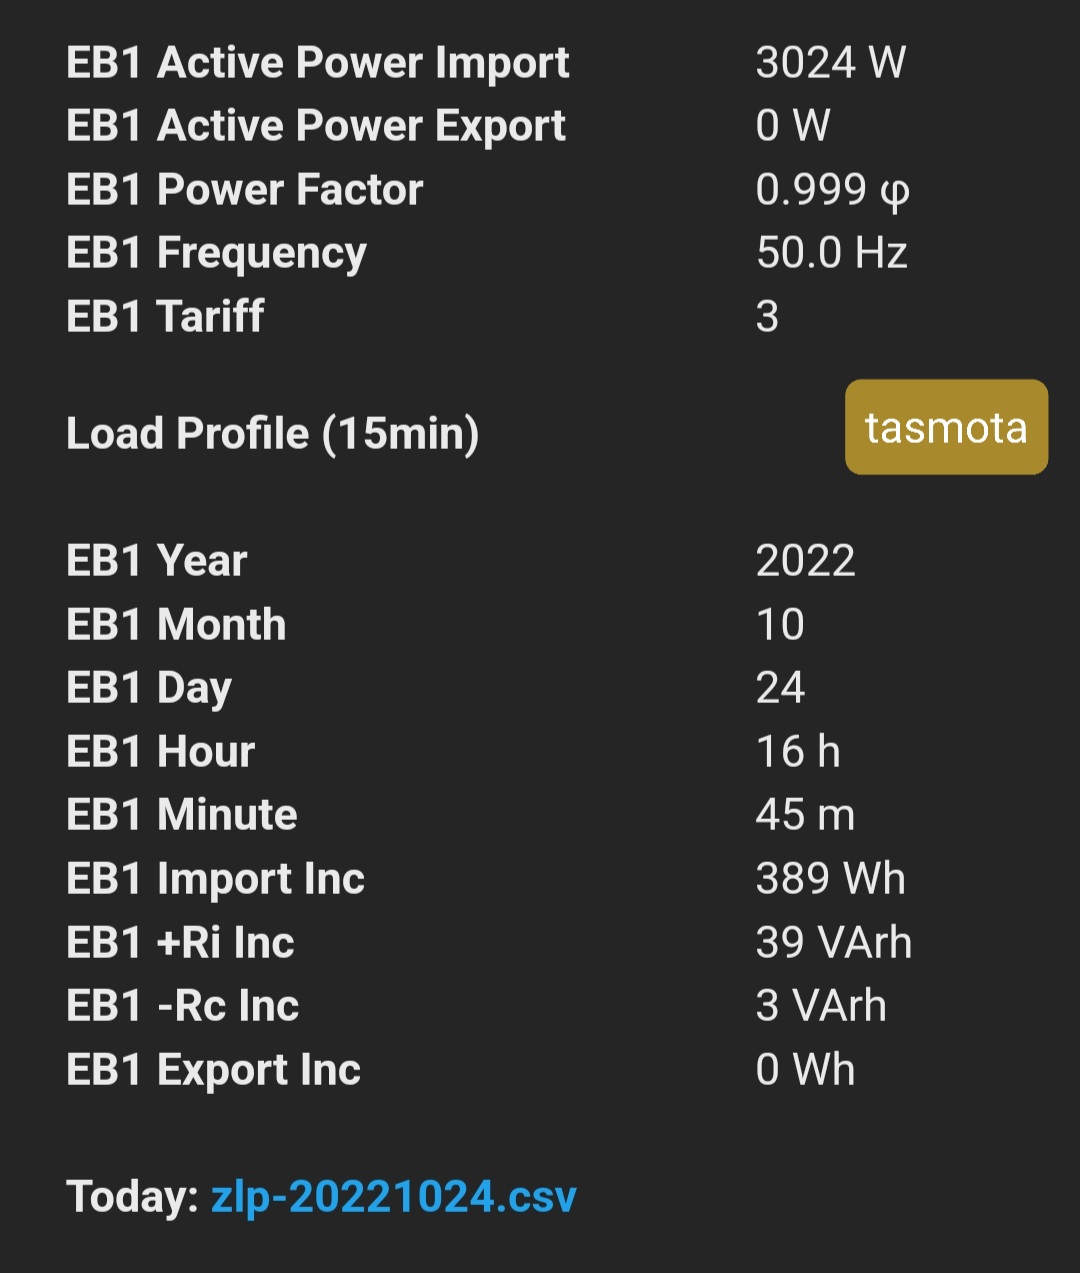 EB1 Active Power Import 3024 W
EB1 Active Power Export 0 W
EB1 Power Factor 0.999 φ
EB1 Frequency 50.0 Hz
EB1 Tariff 3
Load Profile (15min) tasmota
EB1 Year 2022
EB1 Month 10
EB1 Day 24
EB1 Hour 16 h
EB1 Minute 45 m
EB1 Import Inc 389 Wh
EB1 +Ri Inc 39 VArh
EB1 -Rc Inc 3 VArh
EB1 Export Inc 0 Wh
Today: zlp-20221024.csv